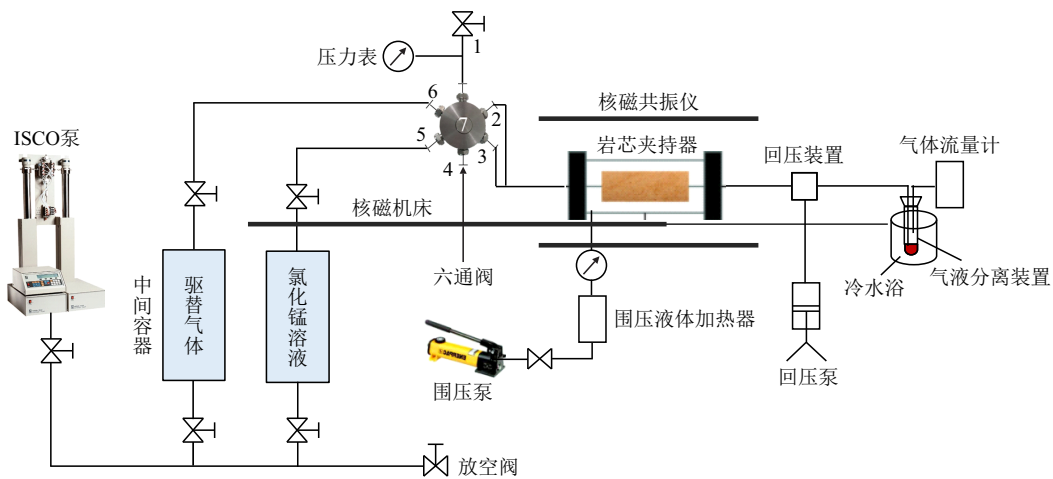 1
压力表
6
7
2
核磁共振仪
ISCO泵
5
3
岩芯夹持器
回压装置
气体流量计
4
核磁机床
六通阀
中间容器
驱替气体
氯化锰溶液
冷水浴
气液分离装置
围压液体加热器
围压泵
回压泵
放空阀